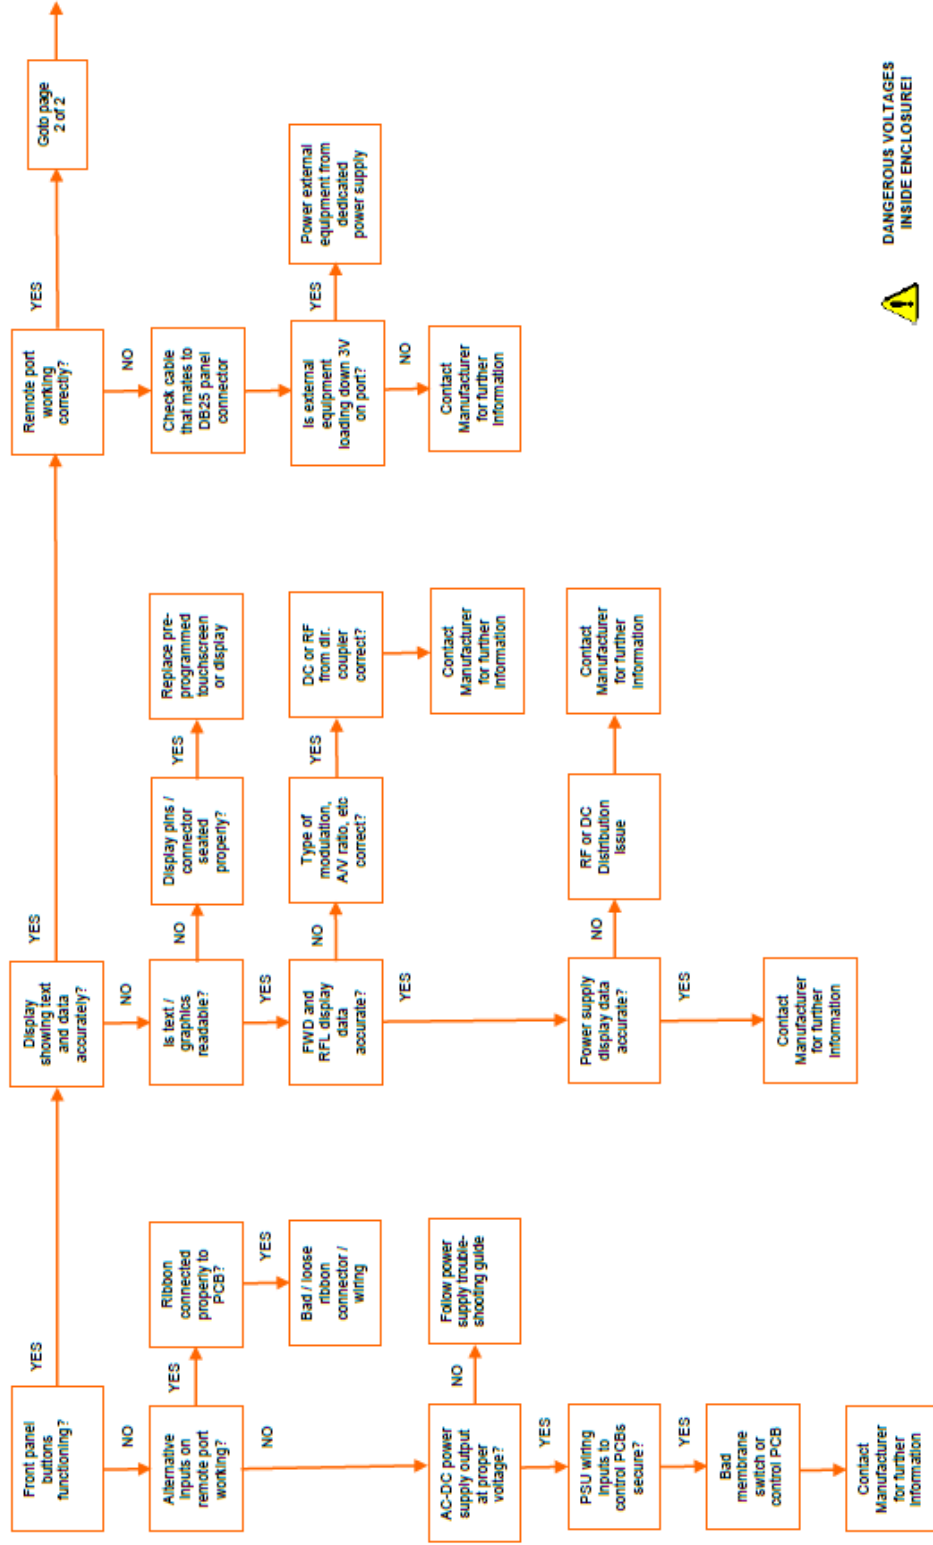 Front panel
buttons
functioning?
YES
Display
showing text
and data
accurately?
YES
Remote port
working
correctly?
YES
Goto page
2 of 2
NO
Alternative
Inputs on
remote port
working?
YES
Ribbon
connected
properly to
PCB?
NO
Is text /
graphics
readable?
NO
Display pins /
connector
seated
properly?
YES
Replace pre-
programmed
touchscreen
or display
NO
Check cable
that mates to
DB25 panel
connector
NO
YES
Bad / loose
ribbon
connector /
wiring
YES
FWD and
RFL display
data
accurate?
NO
Type of
modulation,
A/V ratio, etc
correct?
YES
DC or RF
from dir.
coupler
correct?
Is external
equipment
loading down 3V
on port?
YES
Power external
equipment from
dedicated
power supply
AC-DC power
supply output
at proper
voltage?
NO
Follow power
supply trouble-
shooting guide
YES
Contact
Manufacturer
for further
Information
NO
Contact
Manufacturer
for further
Information
YES
PSU wiring
Inputs to
control PCBs
secure?
Power supply
display data
accurate?
NO
RF or DC
Distribution
Issue
Contact
Manufacturer
for further
Information
YES
Bad
membrane
switch or
control PCB
YES
Contact
Manufacturer
for further
Information
Contact
Manufacturer
for further
Information
DANGEROUS VOLTAGES
INSIDE ENCLOSURE!